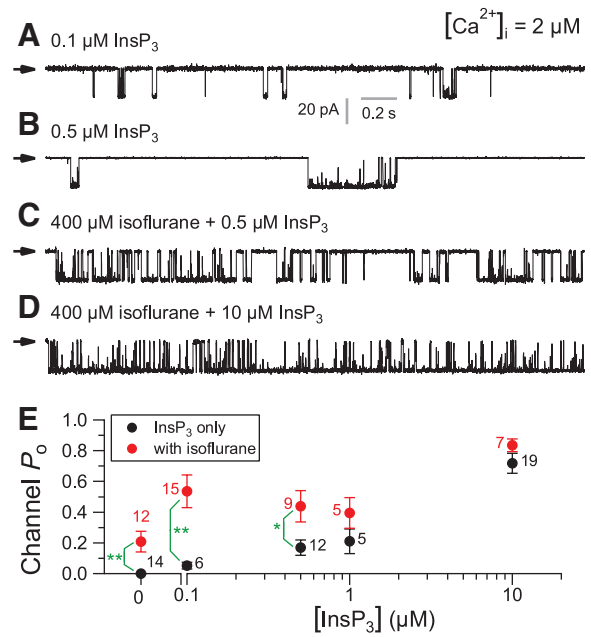 A 0.1 µM InsP₃ [Ca²⁺]ᵢ = 2 µM
20 pA 0.2 s
B 0.5 µM InsP₃
C 400 µM isoflurane + 0.5 µM InsP₃
D 400 µM isoflurane + 10 µM InsP₃
E
Channel Pₒ
1.0
0.8
0.6
0.4
0.2
0.0
InsP₃ only
with isoflurane
12
**
14
15
**
6
9
*
12
5
5
7
19
0 0.1 1 10
[InsP₃] (µM)